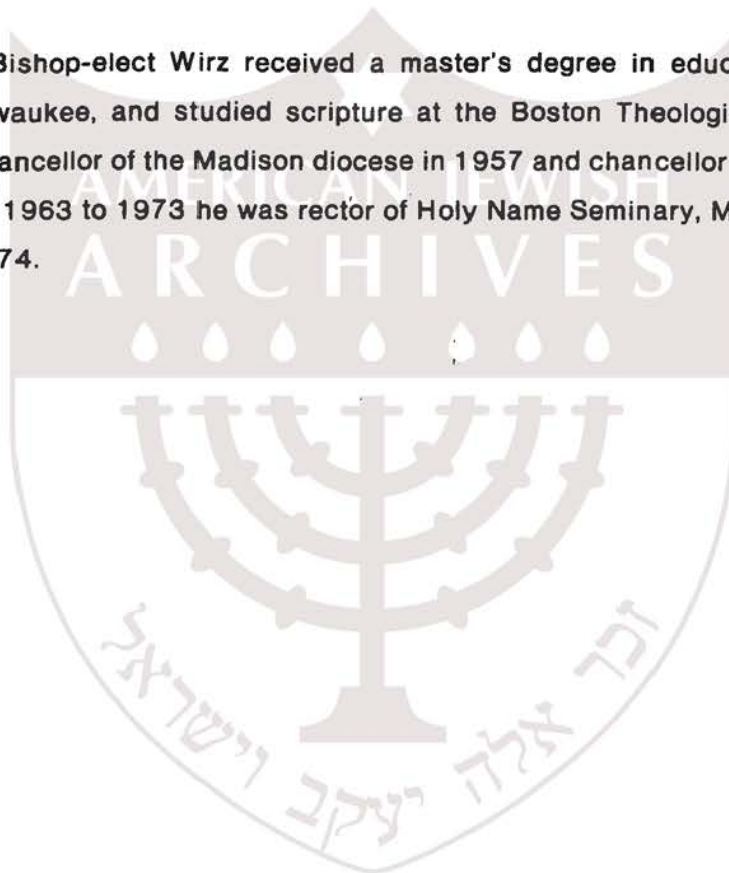 Bishop-elect Wirz received a master's degree in educ
waukee, and studied scripture at the Boston Theologi
ancellor of the Madison diocese in 1957 and chancellor
1963 to 1973 he was rector of Holy Name Seminary, M
74.
AMERICAN JEWISH
ARCHIVES
זכר אלה יעקב וישראל